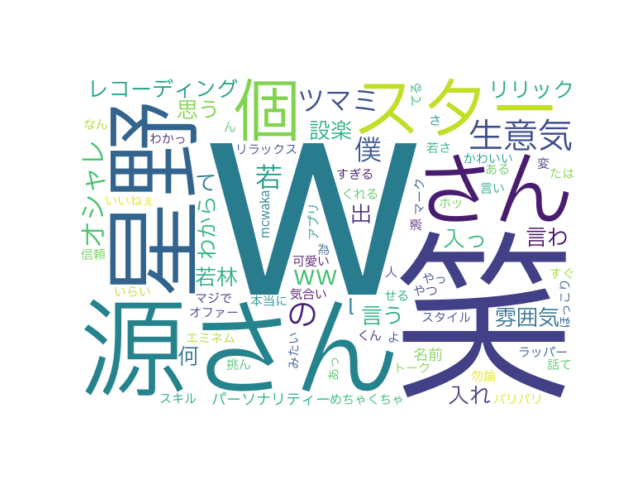 レコーディング
なん
わかっ
思う
ん
個
ツマミ
スター
てる
リリック
さ
オシャレ
星野
リラックス
設楽
僕
生意気
若さ
いいねぇ
わからて
mcwaka
若
すぎる
くれる
かわいい
ある
変
たは
W
さん
源
マーク
ホッ
言い
信頼
アプリ
出
入っ
言わ
いらい
若林
為
可愛い
ww
人
やっ
やつ
すぐ
笑
源
さん
マジで
オファー
本当に
気合い
の
し
言う
せる
スタイル
雰囲気
ほっこり
エミネム
何
挑ん
みたい
あっ
くん
よ
名前
トーク
勿論
ラッパー
話て
スキル
パーソナリティー
めちゃくちゃ
入れ
バリバリ